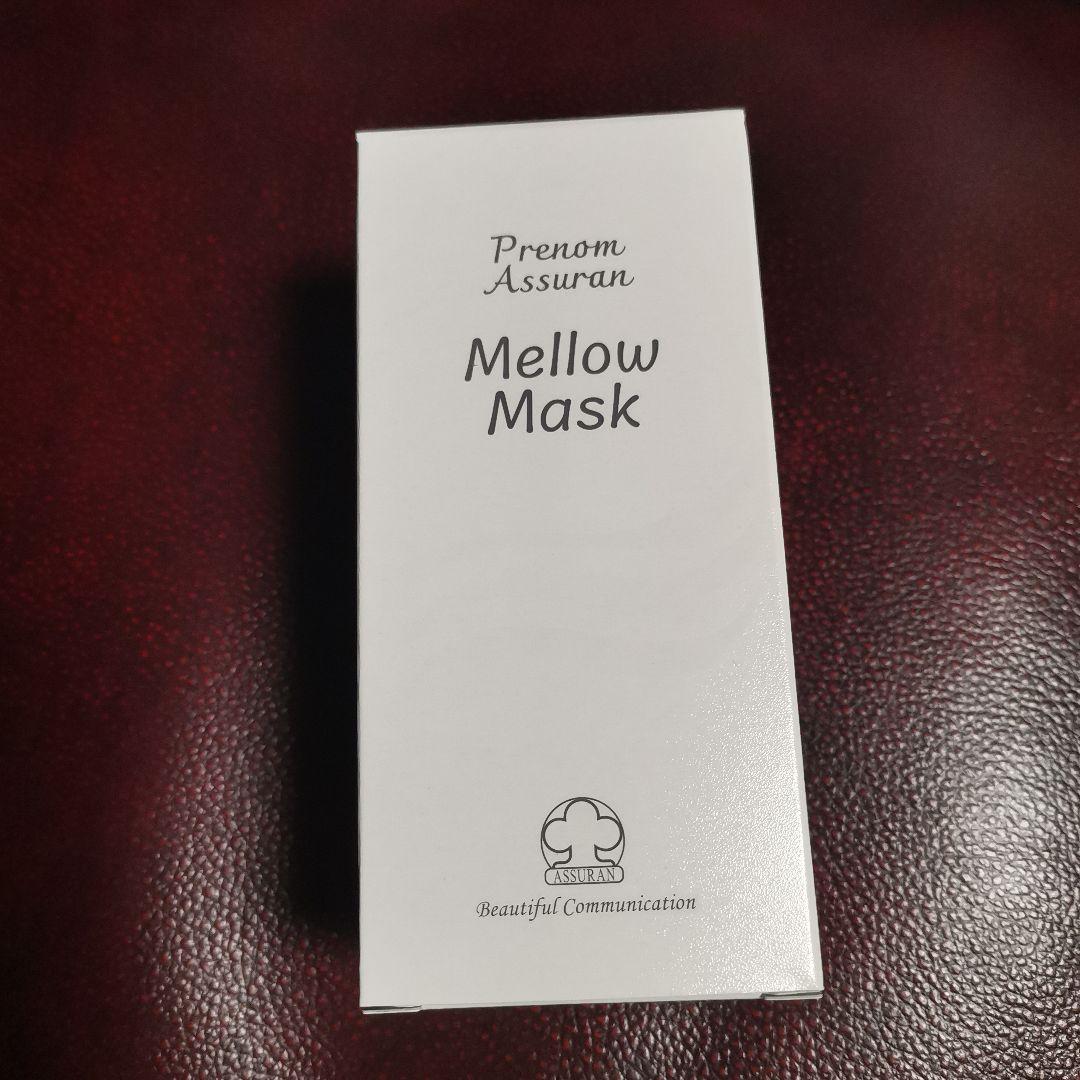 Prenom
Assuran
Mellow
Mask
ASSURAN
Beautiful Communication